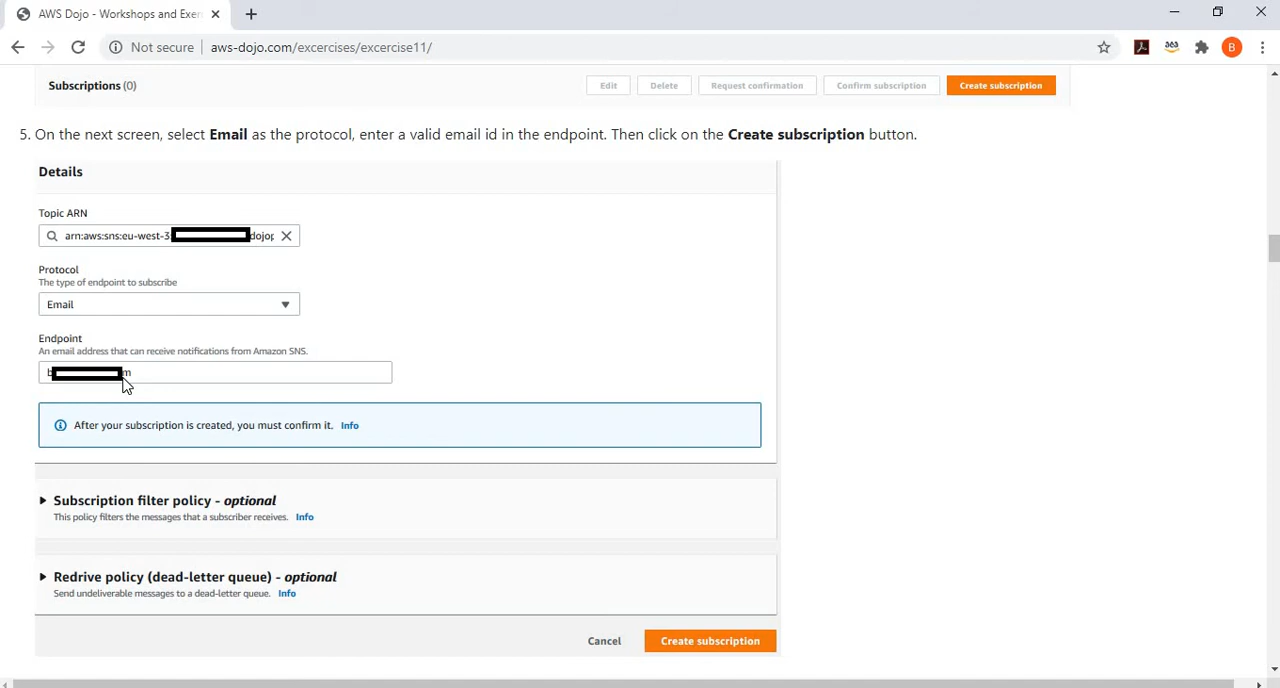 AWS Dojo - Workshops and Exer
Not secure
aws-dojo.com/excercises/excercise11/
B
Subscriptions (0)
Edit
Delete
Request confirmation
Confirm subscription
Create subscription
5. On the next screen, select Email as the protocol, enter a valid email id in the endpoint. Then click on the Create subscription button.
Details
Topic ARN
arn:aws:sns:eu-west-3 dojop
Protocol
The type of endpoint to subscribe
Email
Endpoint
An email address that can receive notifications from Amazon SNS.
b m
After your subscription is created, you must confirm it. Info
Subscription filter policy - optional
This policy filters the messages that a subscriber receives. Info
Redrive policy (dead-letter queue) - optional
Send undeliverable messages to a dead-letter queue. Info
Cancel
Create subscription